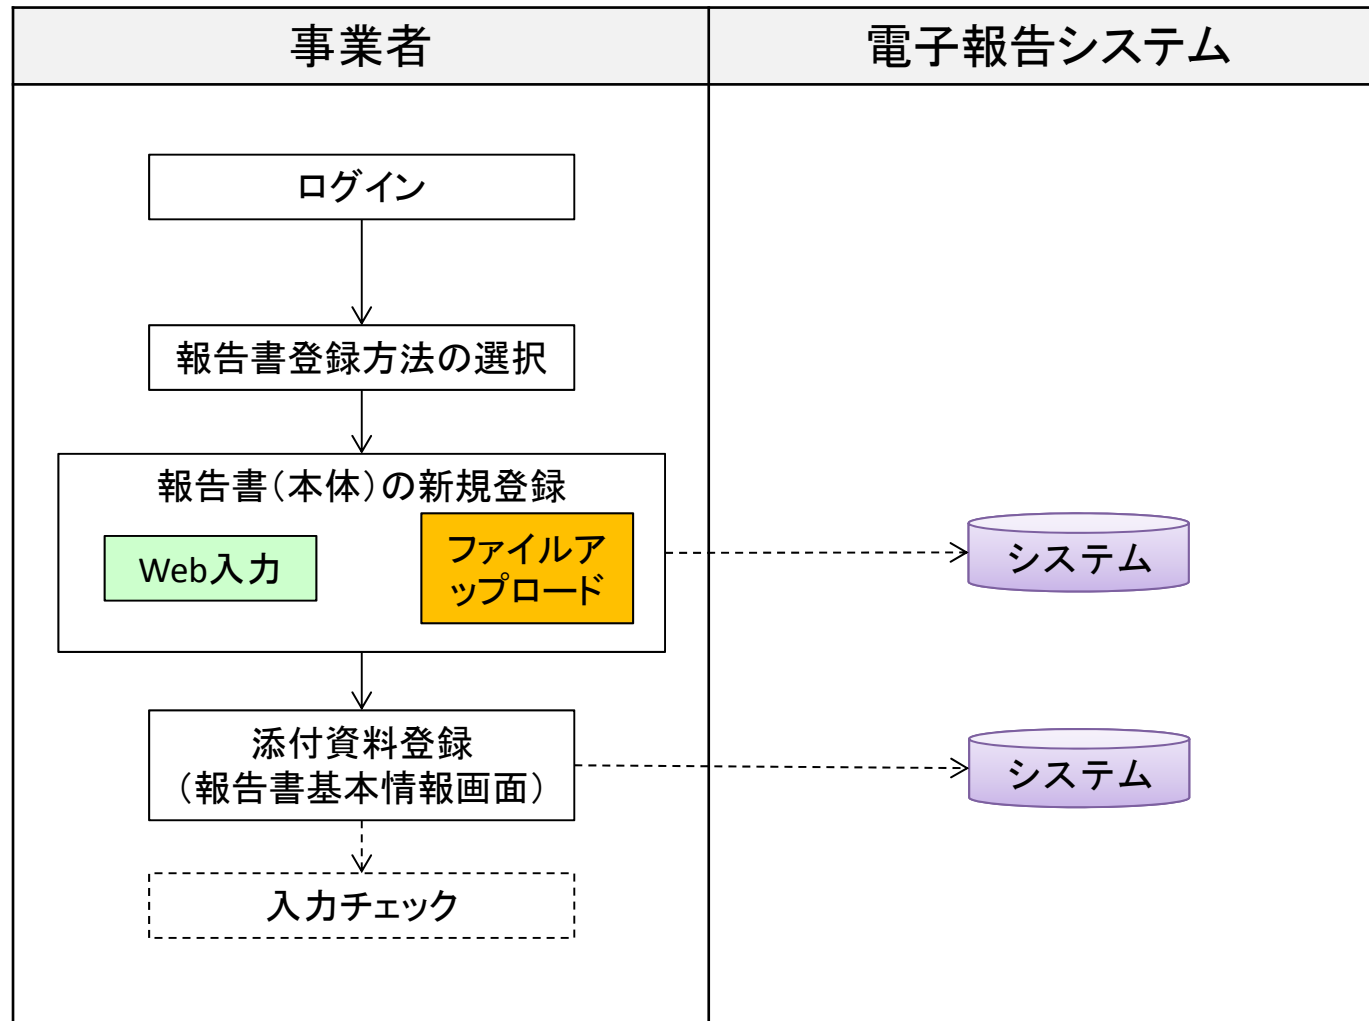 事業者
電子報告システム
ログイン
報告書登録方法の選択
報告書（本体）の新規登録
Web入力
ファイルア
ップロード
システム
添付資料登録
（報告書基本情報画面）
システム
入力チェック